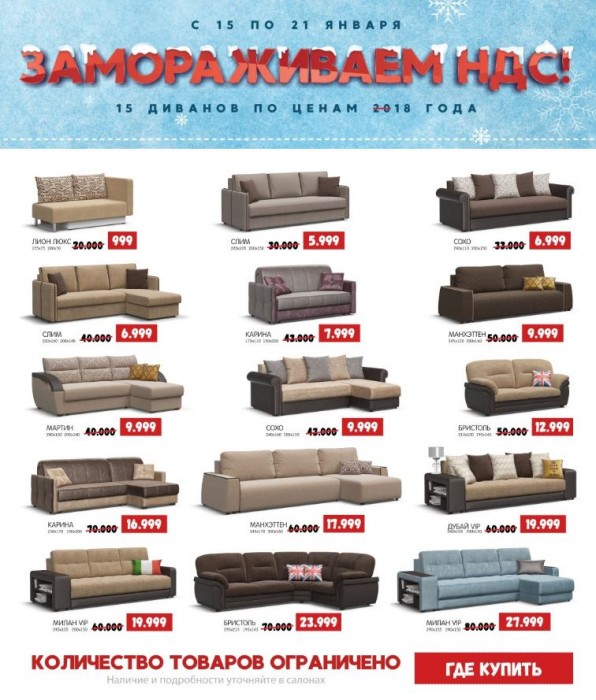 С 15 ПО 21 ЯНВАРЯ
ЗАМОРАЖИВАЕМ НДС!
15 ДИВАНОВ ПО ЦЕНАМ 2018 ГОДА
ЛИОН ЛЮКС 20.000 999
СЛИМ 30.000 5.999
СОХО 33.000 6.999
СЛИМ 40.000 6.999
КАРИНА 43.000 7.999
МАНХЭТТЕН 50.000 9.999
МАРТИН 40.000 9.999
СОХО 43.000 9.999
БРИСТОЛЬ 50.000 12.999
КАРИНА 70.000 16.999
МАНХЭТТЕН 60.000 17.999
ДУБАЙ VIP 60.000 19.999
МИЛАН VIP 60.000 19.999
БРИСТОЛЬ 70.000 23.999
МИЛАН VIP 80.000 27.999
КОЛИЧЕСТВО ТОВАРОВ ОГРАНИЧЕНО
Наличие и подробности уточняйте в салонах
ГДЕ КУПИТЬ